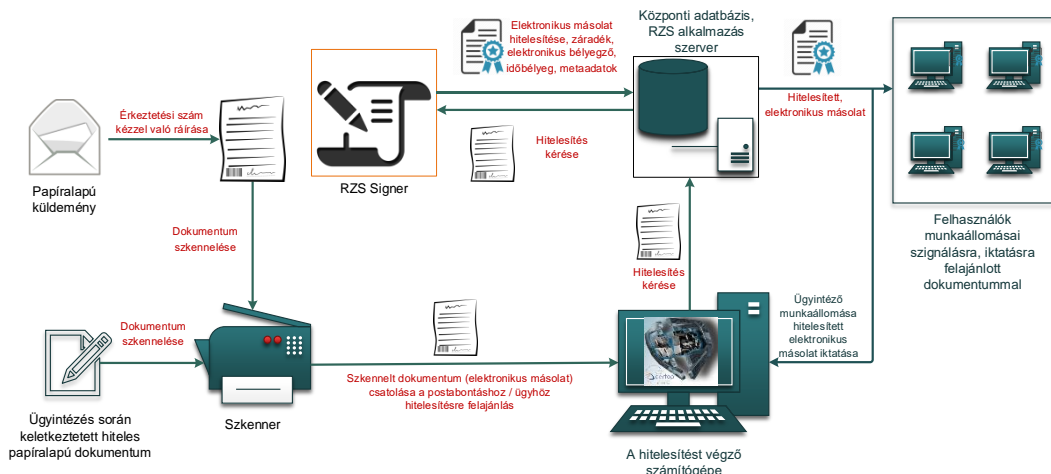 Elektronikus másolat
hitelesítése, záradék,
elektronikus bélyegző,
időbélyeg, metaadatok
Központi adatbázis,
RZS alkalmazás
szerver
Érkeztetési szám
kézzel való ráírása
Hitelesítés
kérése
Hitelesített,
elektronikus másolat
Papíralapú
küldemény
RZS Signer
Felhasználók
munkaállomásai
szignálásra, iktatásra
felajánlott
dokumentummal
Dokumentum
szkennelése
Hitelesítés
kérése
Ügyintéző
munkaállomása
hitelesített
elektronikus
másolat iktatása
Dokumentum
szkennelése
Szkennelt dokumentum (elektronikus másolat)
csatolása a postabontáshoz / ügyhöz
hitelesítésre felajánlás
Ügyintézés során
keletkeztetett hiteles
papíralapú dokumentum
Szkenner
A hitelesítést végző
számítógépe